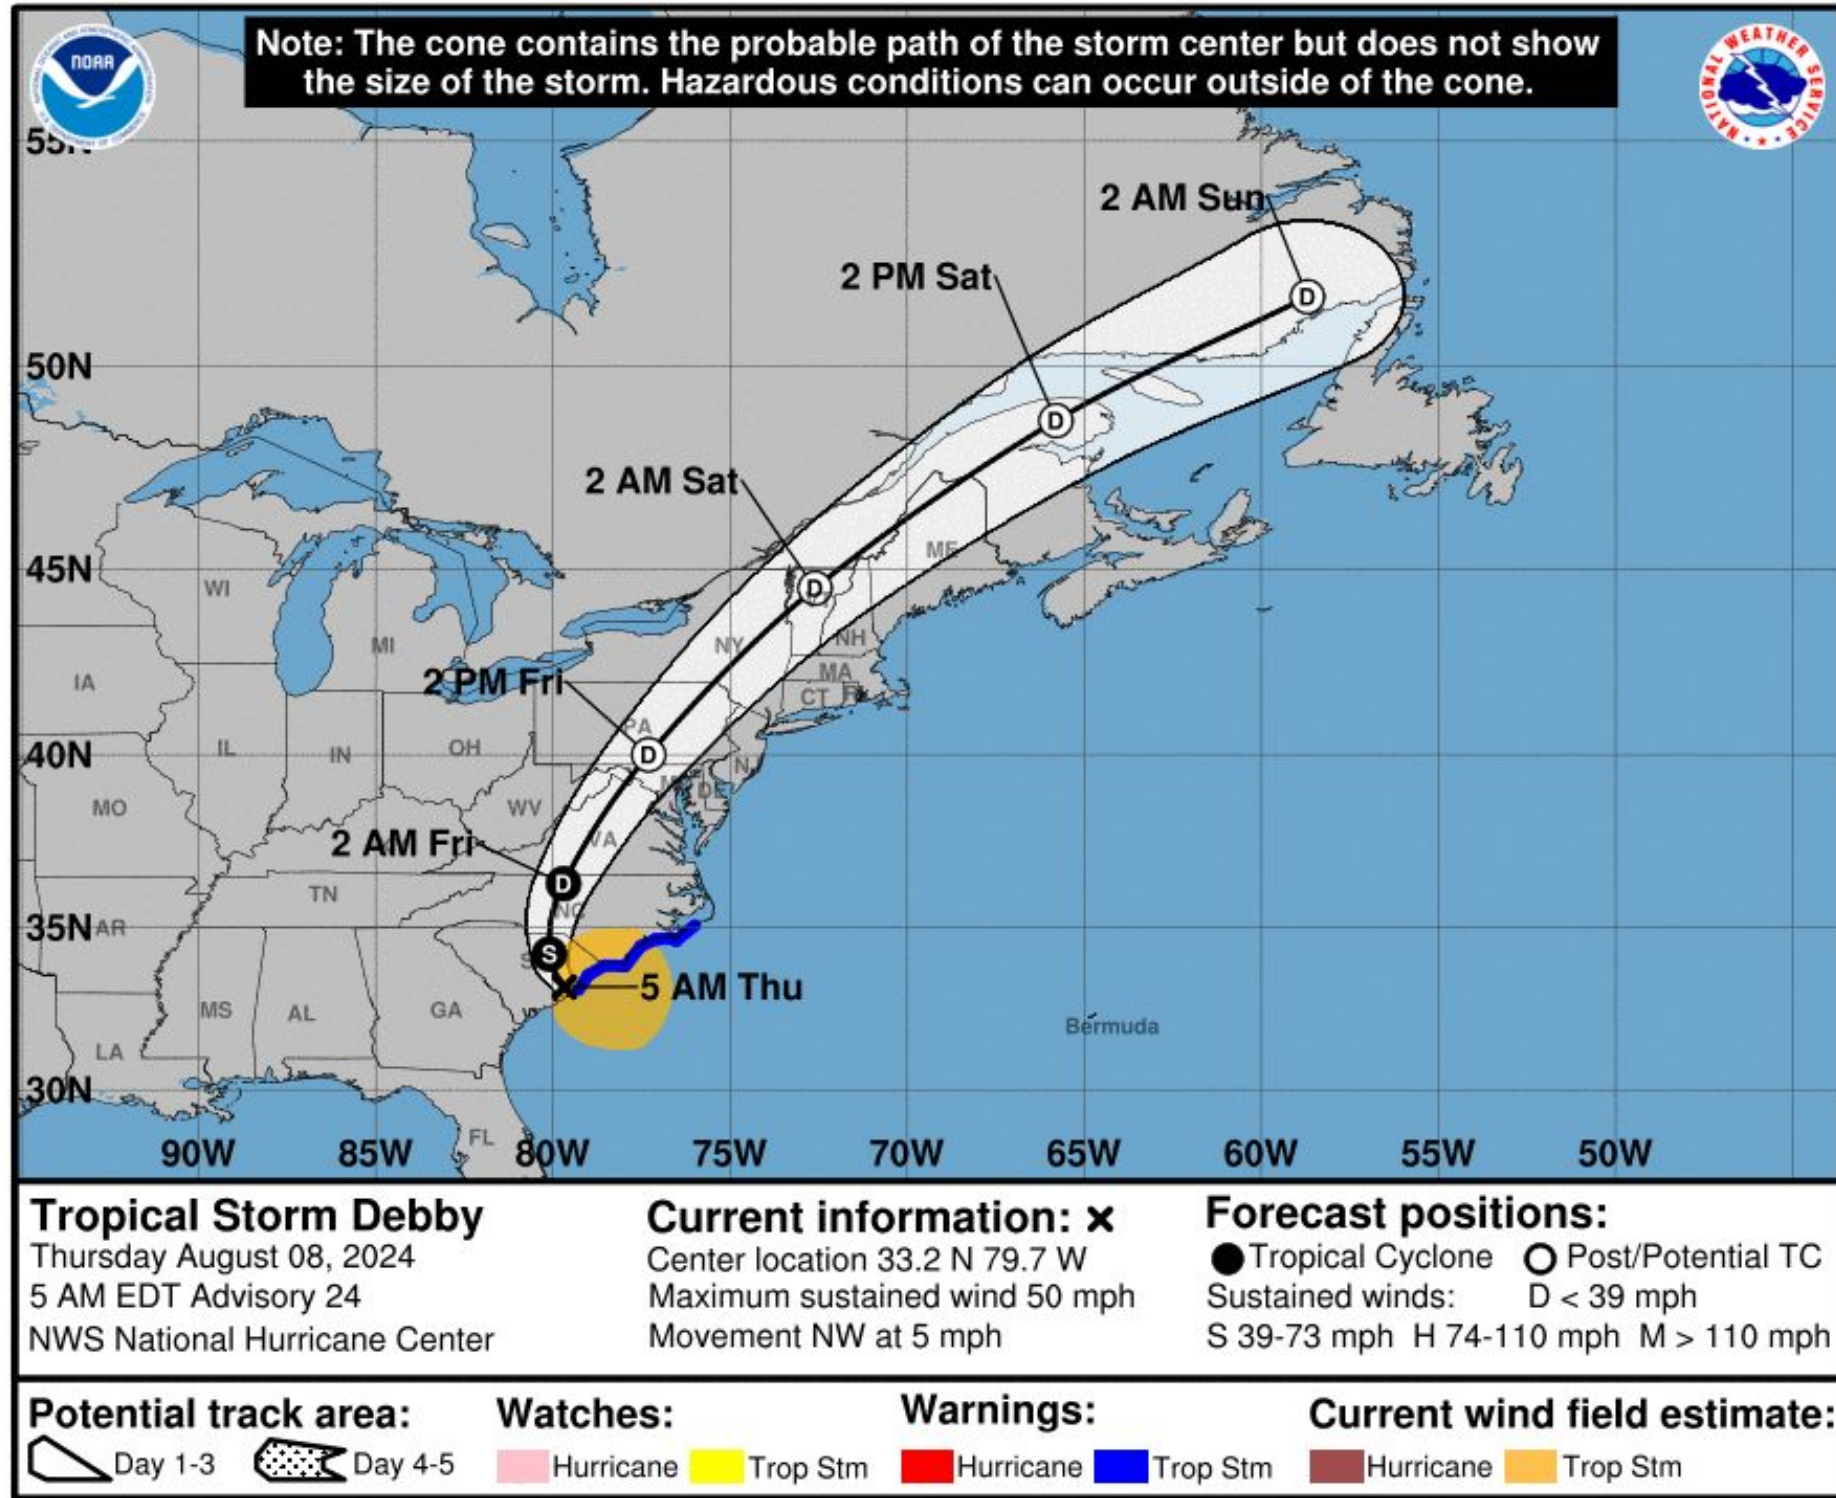 Note: The cone contains the probable path of the storm center but does not show
the size of the storm. Hazardous conditions can occur outside of the cone.
NOAA
NATIONAL WEATHER SERVICE
55N
2 AM Sun
2 PM Sat
50N
2 AM Sat
45N
ME
WI
MI
NY
NH
MA
IA
2 PM Fri
CT
PA
40N
IL
IN
OH
N
MO
WV
DE
2 AM Fri
VA
D
D
D
D
D
TN
NC
35N
AR
S
S
5 AM Thu
MS
AL
GA
Bermuda
LA
30N
FL
90W 85W 80W 75W 70W 65W 60W 55W 50W
Tropical Storm Debby
Thursday August 08, 2024
5 AM EDT Advisory 24
NWS National Hurricane Center
Current information: x
Center location 33.2 N 79.7 W
Maximum sustained wind 50 mph
Movement NW at 5 mph
Forecast positions:
Tropical Cyclone Post/Potential TC
Sustained winds: D < 39 mph
S 39-73 mph H 74-110 mph M > 110 mph
Potential track area:
Day 1-3 Day 4-5
Watches:
Hurricane Trop Stm
Warnings:
Hurricane Trop Stm
Current wind field estimate:
Hurricane Trop Stm